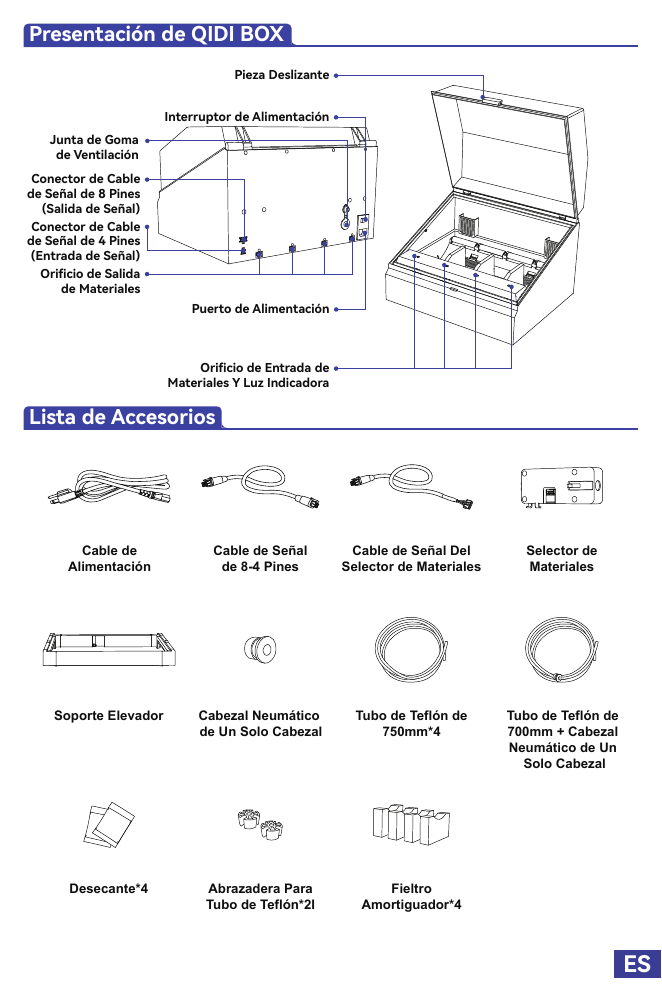 Presentación de QIDI BOX
Pieza Deslizante
Interruptor de Alimentación
Junta de Goma
de Ventilación
Conector de Cable
de Señal de 8 Pines
(Salida de Señal)
Conector de Cable
de Señal de 4 Pines
(Entrada de Señal)
Orificio de Salida
de Materiales
Puerto de Alimentación
Orificio de Entrada de
Materiales Y Luz Indicadora
Lista de Accesorios
Cable de
Alimentación
Cable de Señal
de 8-4 Pines
Cable de Señal Del
Selector de Materiales
Selector de
Materiales
Soporte Elevador
Cabezal Neumático
de Un Solo Cabezal
Tubo de Teflón de
750mm*4
Tubo de Teflón de
700mm + Cabezal
Neumático de Un
Solo Cabezal
Desecante*4
Abrazadera Para
Tubo de Teflón*2l
Fieltro
Amortiguador*4
ES